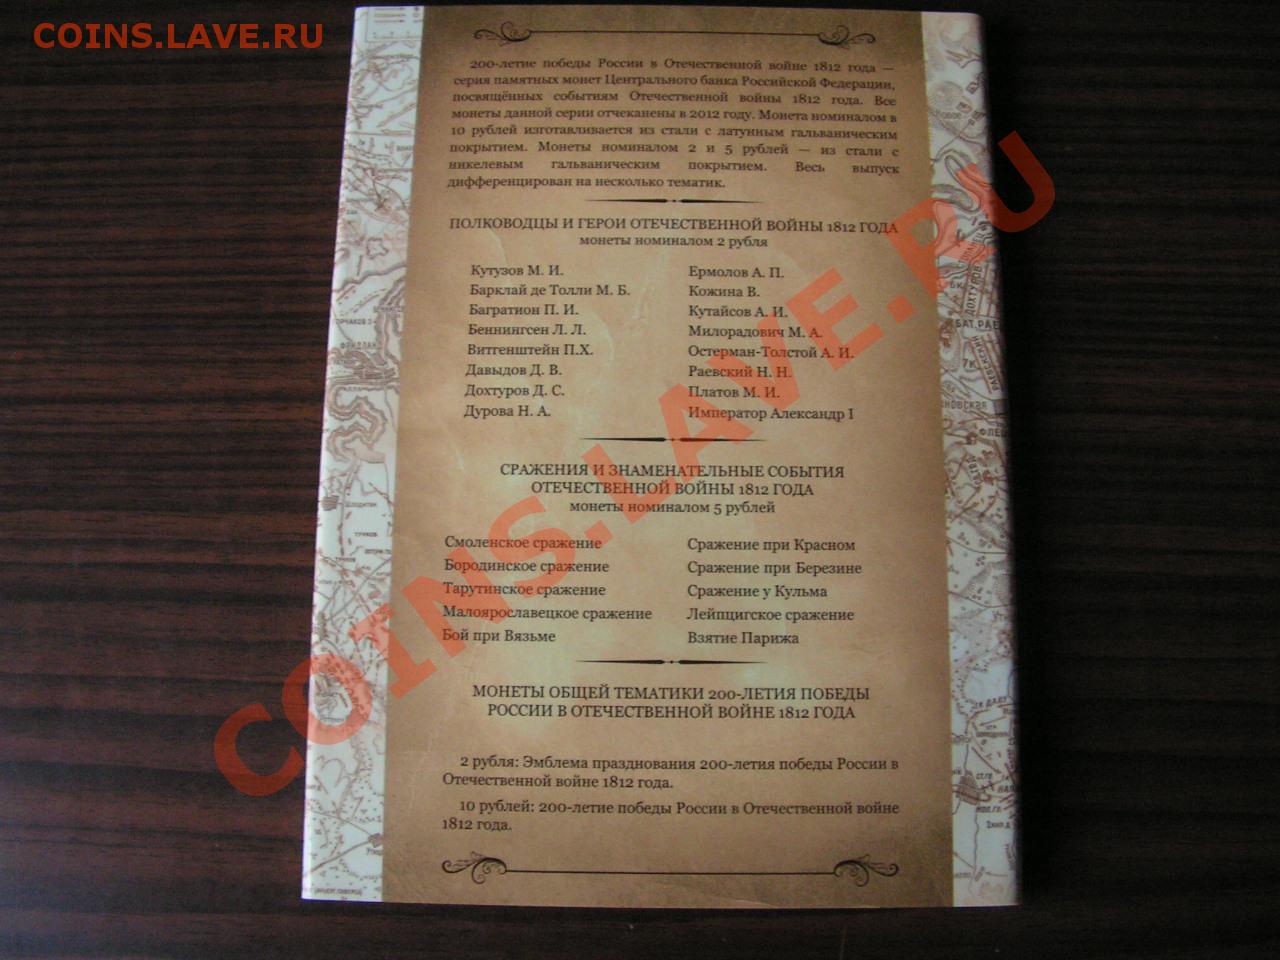 COINS.LAVE.RU
200-летие победы России в Отечественной войне 1812 года —
серия памятных монет Центрального банка Российской Федерации,
посвящённых событиям Отечественной войны 1812 года. Все
монеты данной серии отчеканены в 2012 году. Монета номиналом в
10 рублей изготавливается из стали с латунным гальваническим
покрытием. Монеты номиналом 2 и 5 рублей — из стали с
никелевым гальваническим покрытием. Весь выпуск
дифференцирован на несколько тематик.
ПОЛКОВОДЦЫ И ГЕРОИ ОТЕЧЕСТВЕННОЙ ВОЙНЫ 1812 ГОДА
монеты номиналом 2 рубля
Кутузов М. И.
Барклай де Толли М. Б.
Багратион П. И.
Беннингсен Л. Л.
Витгенштейн П.Х.
Давыдов Д. В.
Дохтуров Д. С.
Дурова Н. А.
Ермолов А. П.
Кожина В.
Кутайсов А. И.
Милорадович М. А.
Остерман-Толстой А. И.
Раевский Н. Н.
Платов М. И.
Император Александр I
СРАЖЕНИЯ И ЗНАМЕНАТЕЛЬНЫЕ СОБЫТИЯ
ОТЕЧЕСТВЕННОЙ ВОЙНЫ 1812 ГОДА
монеты номиналом 5 рублей
Смоленское сражение
Бородинское сражение
Тарутинское сражение
Малоярославецкое сражение
Бой при Вязьме
Сражение при Красном
Сражение при Березине
Сражение у Кульма
Лейпцигское сражение
Взятие Парижа
МОНЕТЫ ОБЩЕЙ ТЕМАТИКИ 200-ЛЕТИЯ ПОБЕДЫ
РОССИИ В ОТЕЧЕСТВЕННОЙ ВОЙНЕ 1812 ГОДА
2 рубля: Эмблема празднования 200-летия победы России в
Отечественной войне 1812 года.
10 рублей: 200-летие победы России в Отечественной войне
1812 года.
COINS.LAVE.RU
ДОХТУРОВ
6К
7К
РАЕВСКИЙ